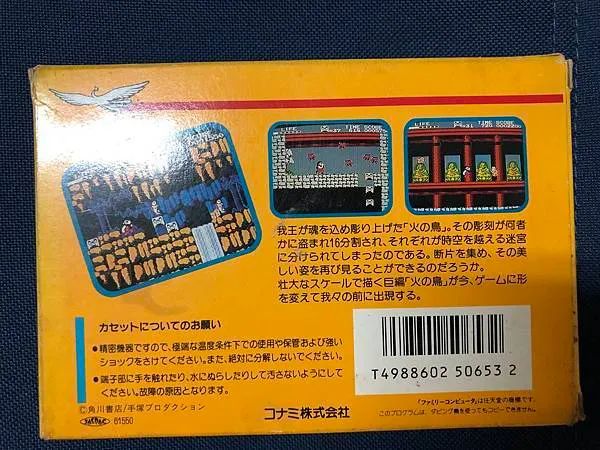 LIFE
TIME SCORE
LIFE
TIME SCORE
我王が魂を込め彫り上げた「火の鳥」。その彫刻が何者
かに盗まれ16分割され、それぞれが時空を越える迷宮
に分けられてしまったのである。断片を集め、その美
しい姿を再び見ることができるのだろうか。
壮大なスケールで描く巨編「火の鳥」が今、ゲームに形
を変えて我々の前に出現する。
カセットについてのお願い
●精密機器ですので、極端な温度条件下での使用や保管および強い
ショックをさけてください。また、絶対に分解しないでください。
●端子部に手を触れたり、水にぬらしたりして汚さないようにして
ください。故障の原因となります。
©角川書店/手塚プロダクション
61550
コナミ株式会社
T4988602 50653 2
「ファミリーコンピュータ」は任天堂の商標です。
このプログラムは、ダビング機を使ってもコピーできません。